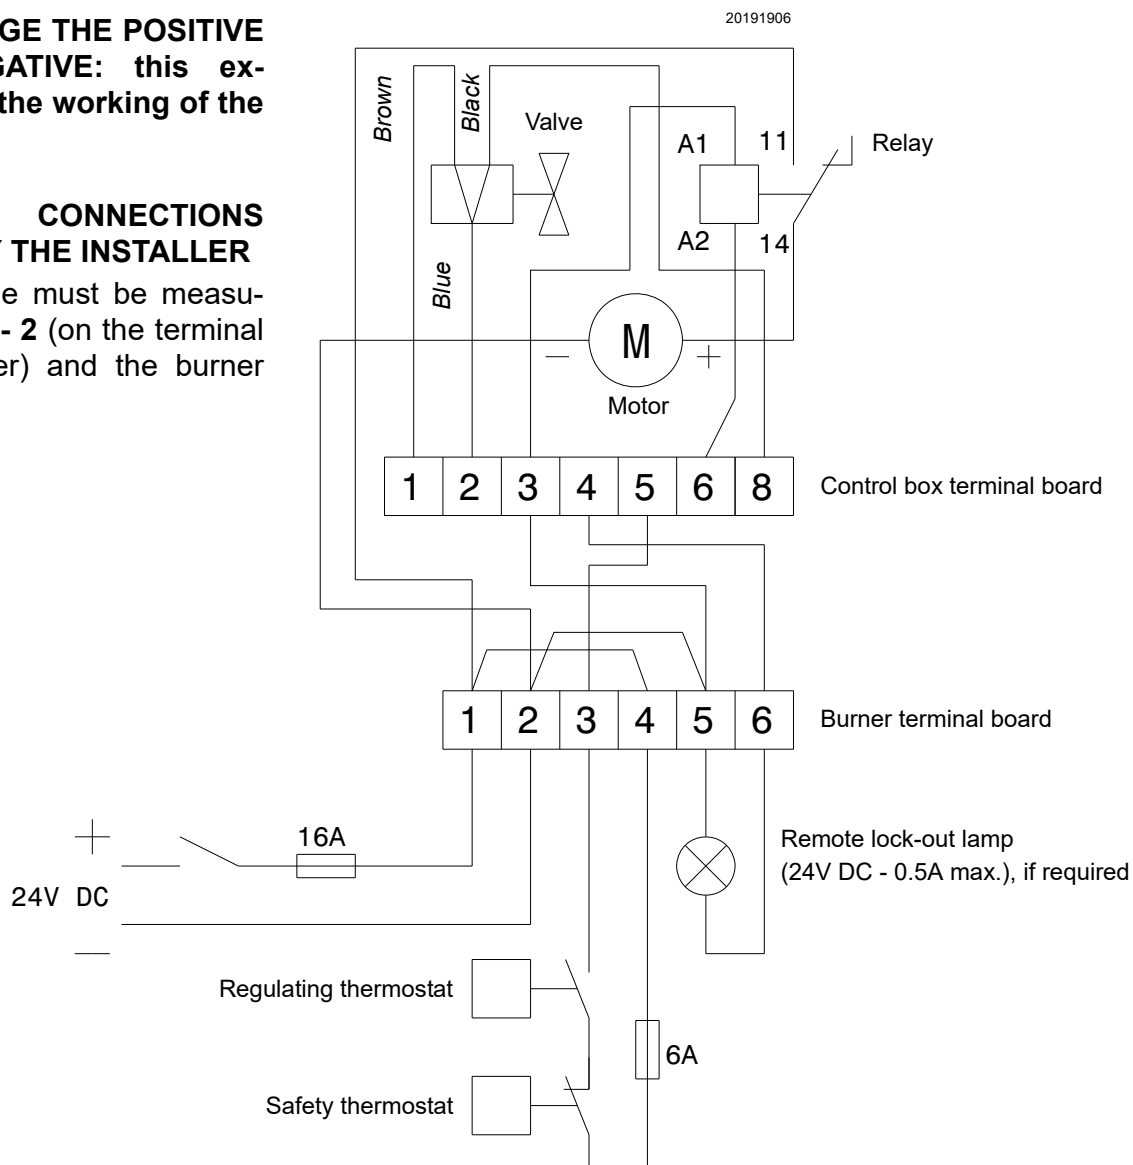 20191906
GE THE POSITIVE
GATIVE: this ex-
the working of the
CONNECTIONS
THE INSTALLER
e must be measu-
- 2 (on the terminal
er) and the burner
Brown
Black
Blue
Valve
A1
11
Relay
A2
14
M
−
+
Motor
1 2 3 4 5 6 8
Control box terminal board
1 2 3 4 5 6
Burner terminal board
+
16A
24V DC
−
Remote lock-out lamp
(24V DC - 0.5A max.), if required
Regulating thermostat
6A
Safety thermostat